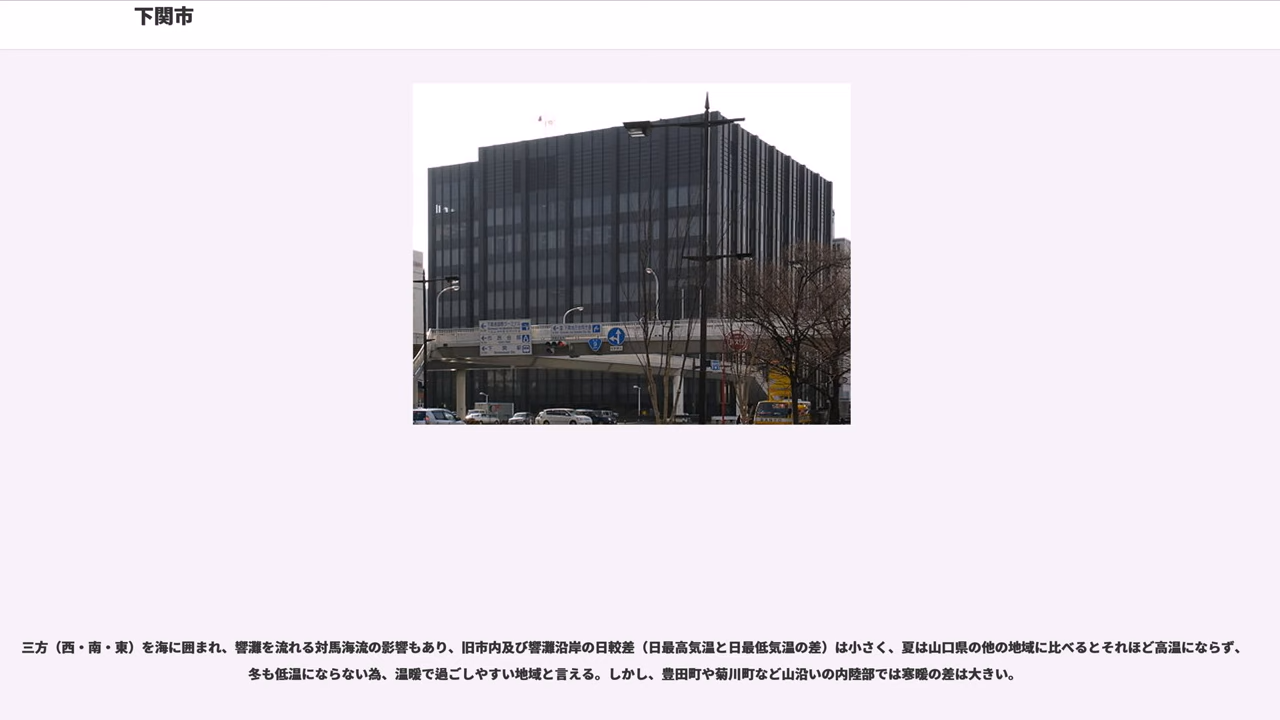 下関市
三方（西・南・東）を海に囲まれ、響灘を流れる対馬海流の影響もあり、旧市内及び響灘沿岸の日較差（日最高気温と日最低気温の差）は小さく、夏は山口県の他の地域に比べるとそれほど高温にならず、
冬も低温にならない為、温暖で過ごしやすい地域と言える。しかし、豊田町や菊川町など山沿いの内陸部では寒暖の差は大きい。